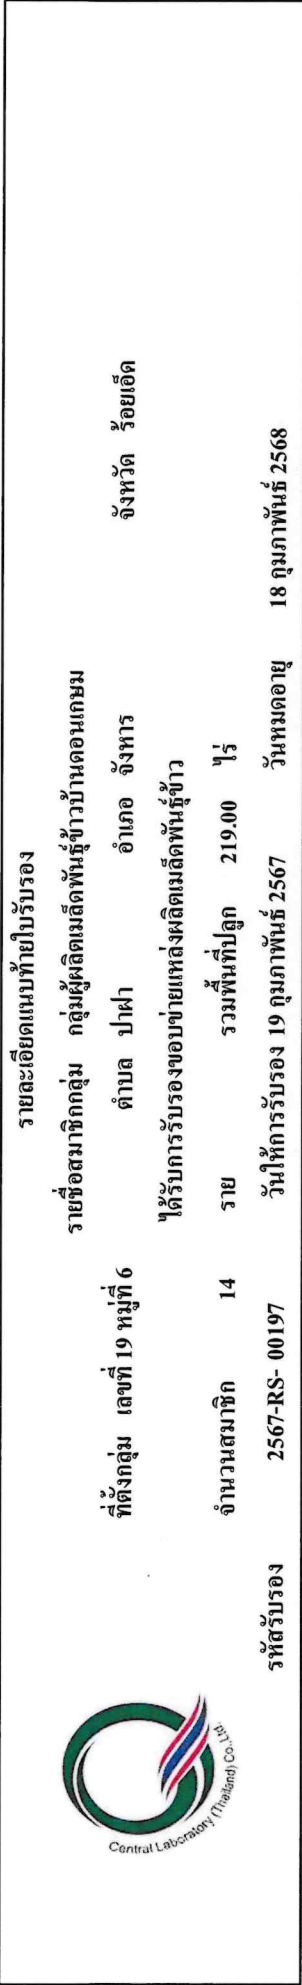 รายละเอียดแนบท้ายใบรับรอง
รายชื่อสมาชิกกลุ่ม กลุ่มผู้ผลิตเมล็ดพันธุ์ข้าวบ้านดอนเกษม
ที่ตั้งกลุ่ม เลขที่ 19 หมู่ที่ 6 ตำบล ปาฝา อำเภอ จังหาร จังหวัด ร้อยเอ็ด
ได้รับการรับรองขอบข่ายแหล่งผลิตเมล็ดพันธุ์ข้าว
จำนวนสมาชิก 14 ราย รวมพื้นที่ปลูก 219.00 ไร่
รหัสรับรอง 2567-RS- 00197 วันให้การรับรอง 19 กุมภาพันธ์ 2567 วันหมดอายุ 18 กุมภาพันธ์ 2568
Central Laboratory (Thailand) Co.,Ltd.